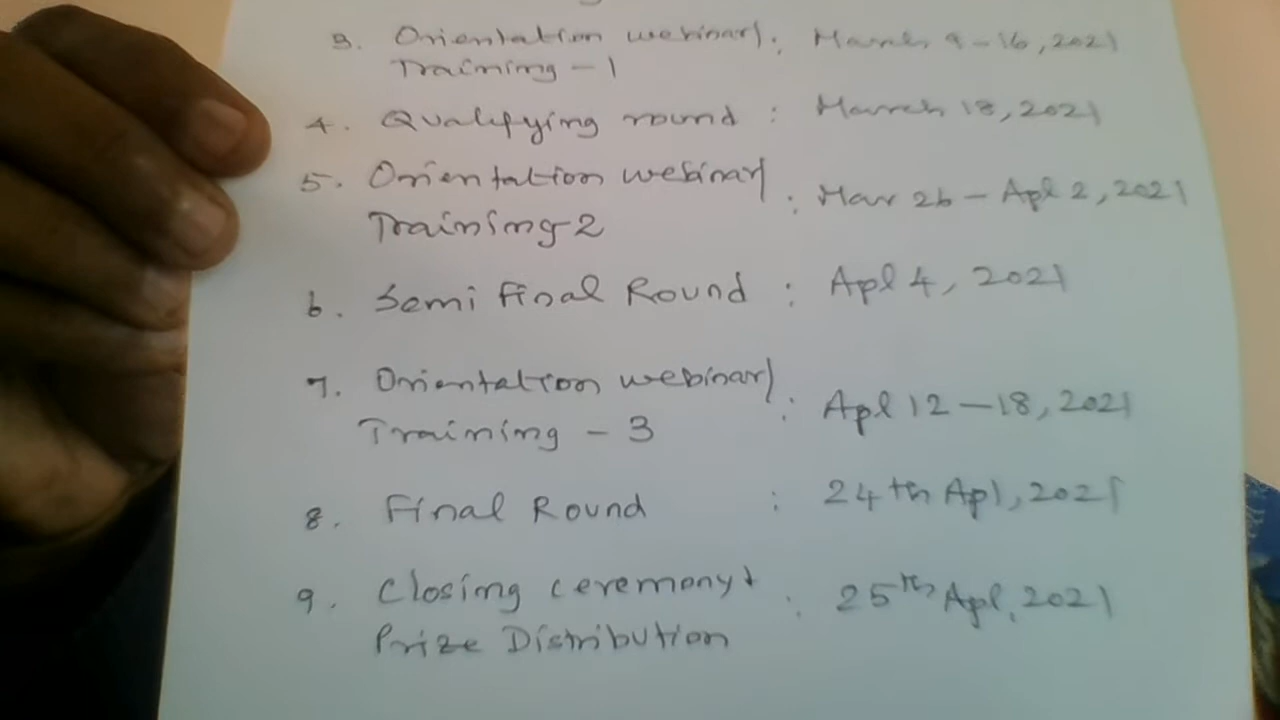 3. Orientation webinar/ : March 9-16, 2021
Training - 1
4. Qualifying round : March 18, 2021
5. Orientation webinar/
: Mar 26 - Apl 2, 2021
Training-2
6. Semi final Round : Apl 4, 2021
7. Orientation webinar/
: Apl 12-18, 2021
Training - 3
8. Final Round : 24th Apl, 2021
9. Closing ceremony +
: 25th Apl, 2021
Prize Distribution